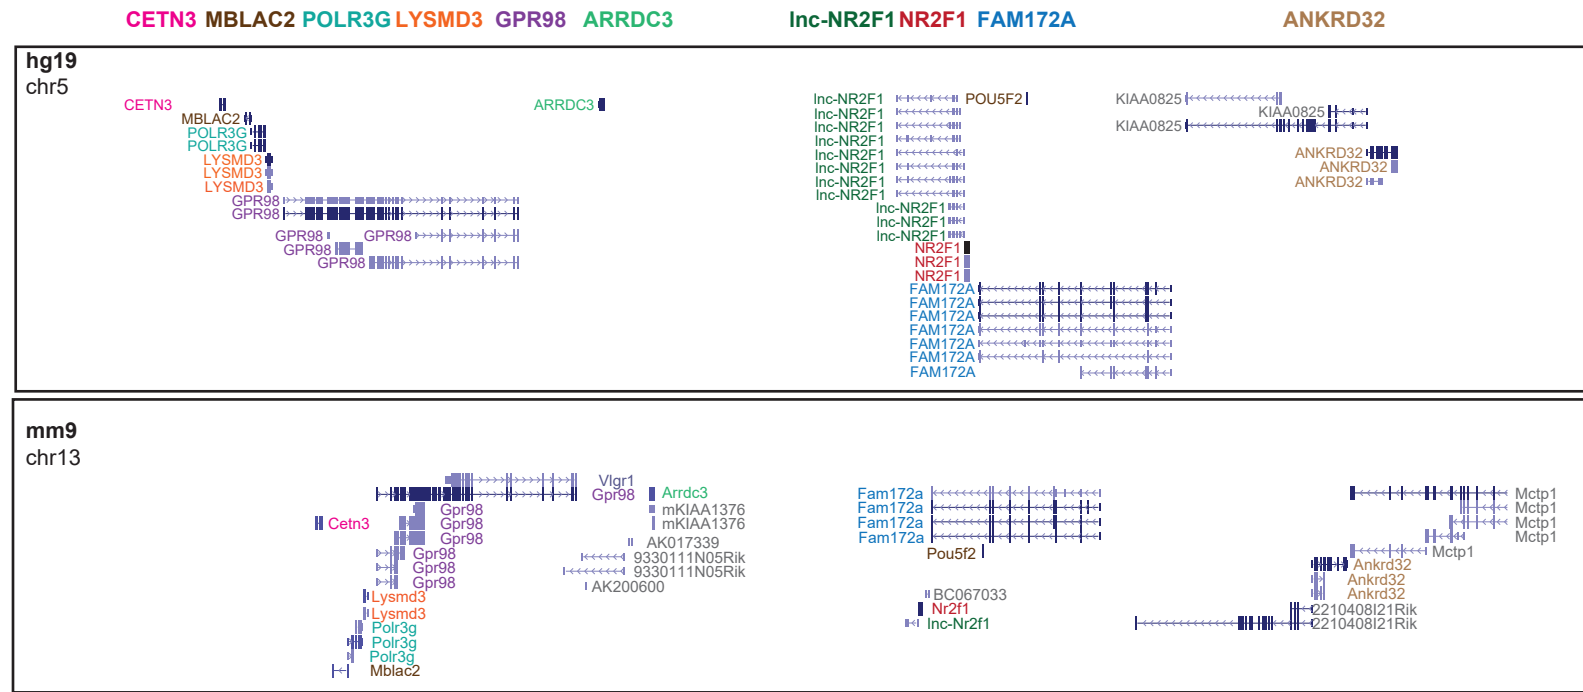 CETN3 MBLAC2 POLR3G LYSMD3 GPR98 ARRDC3 lnc-NR2F1 NR2F1 FAM172A ANKRD32
hg19
chr5
lnc-NR2F1 POU5F2 KIAA0825
CETN3 ARRDC3
lnc-NR2F1 KIAA0825
MBLAC2
lnc-NR2F1 KIAA0825
POLR3G
lnc-NR2F1
POLR3G
lnc-NR2F1 ANKRD32
LYSMD3
lnc-NR2F1 ANKRD32
LYSMD3
lnc-NR2F1 ANKRD32
LYSMD3
lnc-NR2F1
GPR98
lnc-NR2F1
GPR98
lnc-NR2F1
GPR98 GPR98 lnc-NR2F1
GPR98 NR2F1
GPR98 NR2F1
NR2F1
FAM172A
FAM172A
FAM172A
FAM172A
FAM172A
FAM172A
FAM172A
mm9
chr13
Vlgr1
Gpr98 Arrdc3 Fam172a Mctp1
Gpr98 mKIAA1376 Fam172a Mctp1
Cetn3 Gpr98 mKIAA1376 Fam172a Mctp1
Gpr98 AK017339 Fam172a Mctp1
Gpr98 9330111N05Rik Pou5f2 Mctp1
Gpr98 9330111N05Rik Ankrd32
Gpr98 AK200600 Ankrd32
Lysmd3 BC067033 Ankrd32
Lysmd3 Nr2f1 2210408I21Rik
Polr3g lnc-Nr2f1 2210408I21Rik
Polr3g
Polr3g
Mblac2